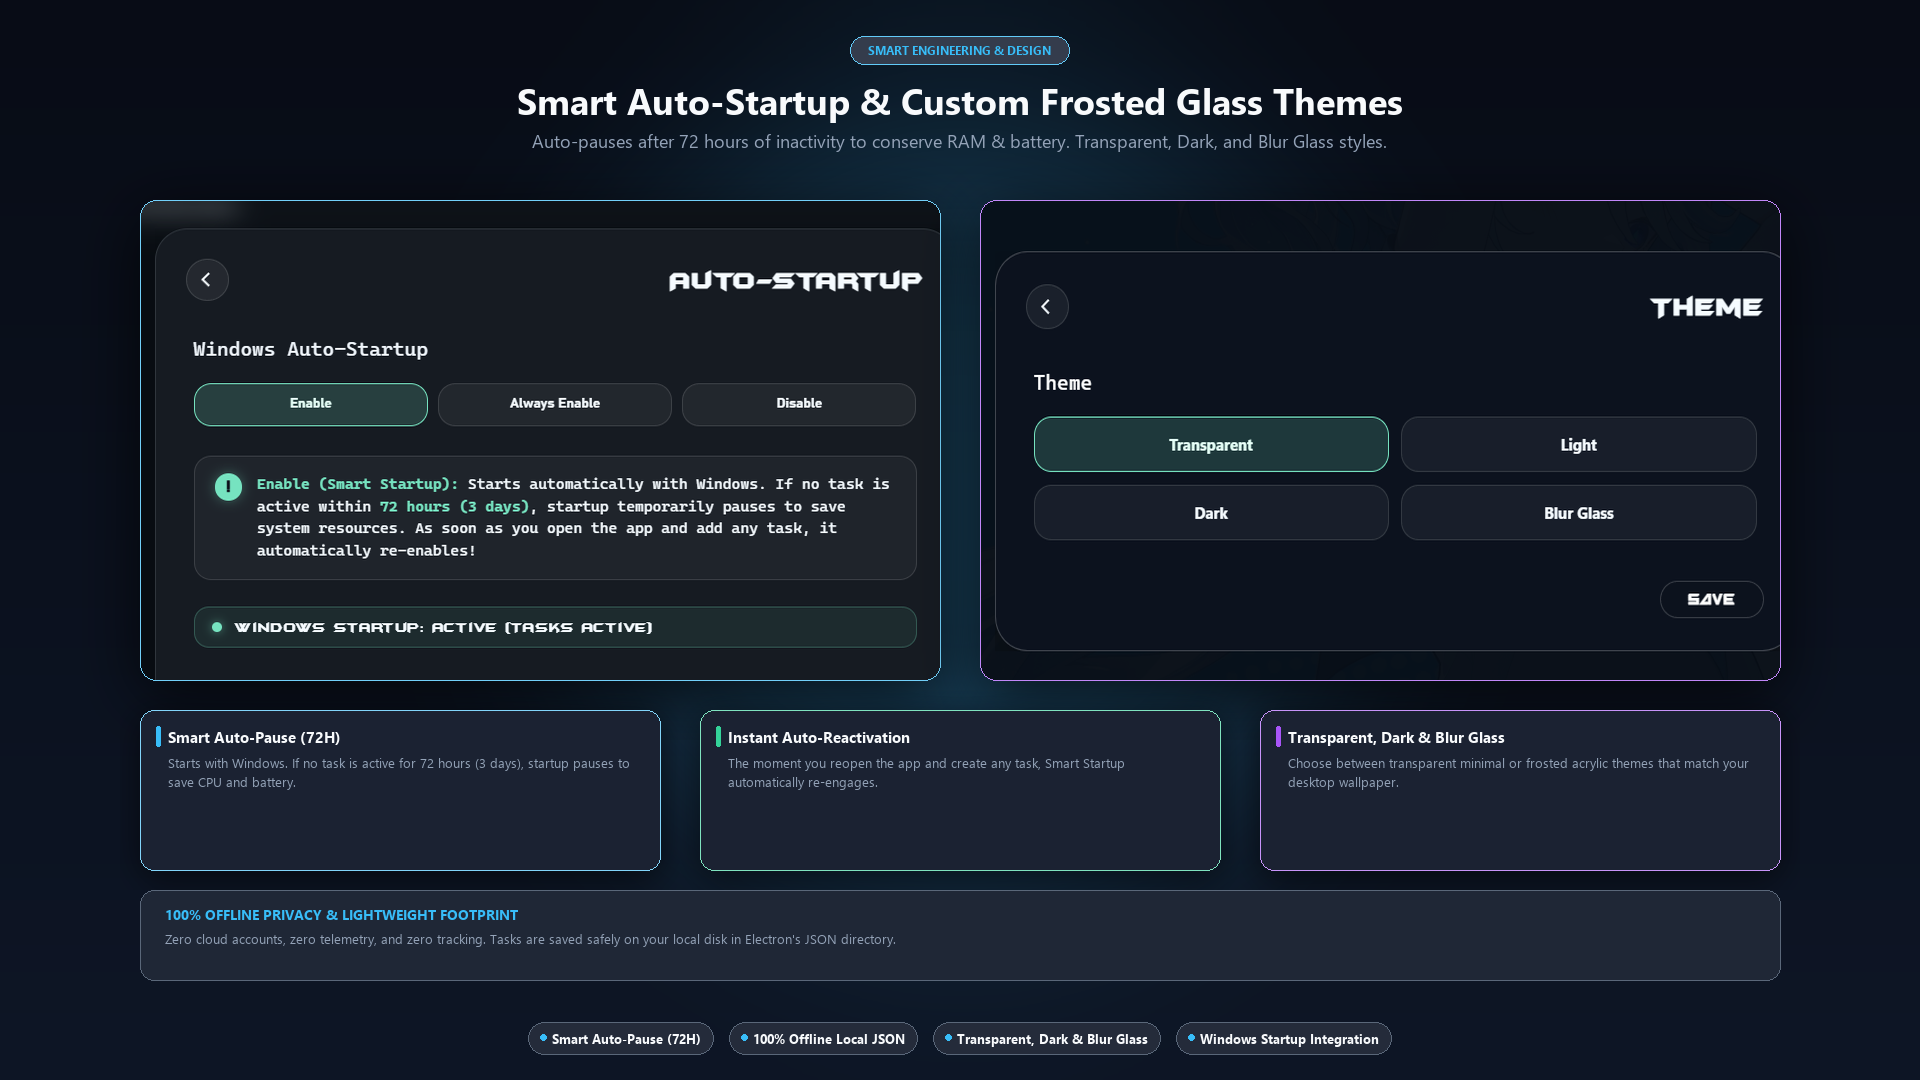 SMART ENGINEERING & DESIGN
Smart Auto-Startup & Custom Frosted Glass Themes
Auto-pauses after 72 hours of inactivity to conserve RAM & battery. Transparent, Dark, and Blur Glass styles.
AUTO-STARTUP
Windows Auto-Startup
Enable
Always Enable
Disable
! Enable (Smart Startup): Starts automatically with Windows. If no task is
active within 72 hours (3 days), startup temporarily pauses to save
system resources. As soon as you open the app and add any task, it
automatically re-enables!
WINDOWS STARTUP: ACTIVE (TASKS ACTIVE)
THEME
Theme
Transparent
Light
Dark
Blur Glass
SAVE
Smart Auto-Pause (72H)
Starts with Windows. If no task is active for 72 hours (3 days), startup pauses to
save CPU and battery.
Instant Auto-Reactivation
The moment you reopen the app and create any task, Smart Startup
automatically re-engages.
Transparent, Dark & Blur Glass
Choose between transparent minimal or frosted acrylic themes that match your
desktop wallpaper.
100% OFFLINE PRIVACY & LIGHTWEIGHT FOOTPRINT
Zero cloud accounts, zero telemetry, and zero tracking. Tasks are saved safely on your local disk in Electron's JSON directory.
Smart Auto-Pause (72H)
100% Offline Local JSON
Transparent, Dark & Blur Glass
Windows Startup Integration